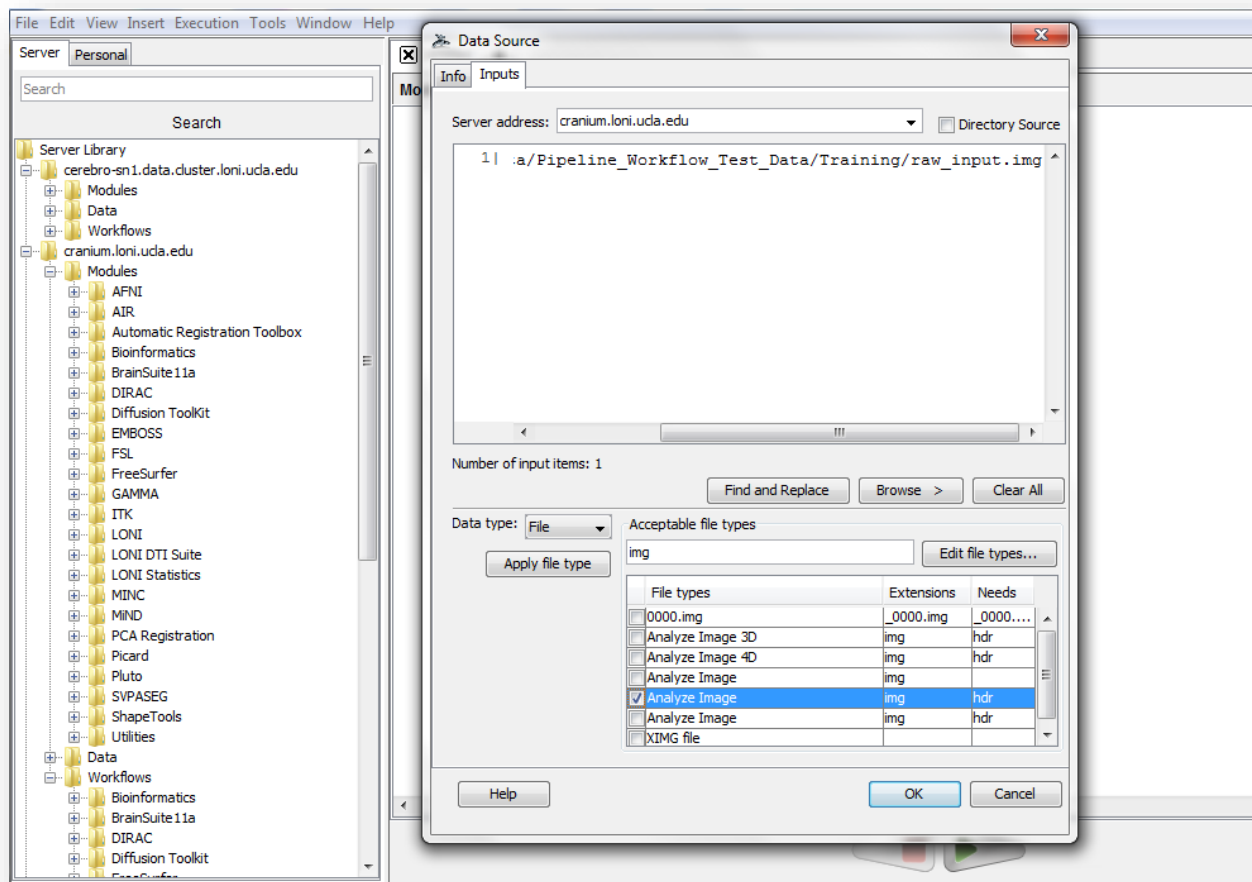 File Edit View Insert Execution Tools Window Help
Server Personal
Search
Search
Server Library
cerebro-sn1.data.cluster.loni.ucla.edu
Modules
Data
Workflows
cranium.loni.ucla.edu
Modules
AFNI
AIR
Automatic Registration Toolbox
Bioinformatics
BrainSuite11a
DIRAC
Diffusion ToolKit
EMBOSS
FSL
FreeSurfer
GAMMA
ITK
LONI
LONI DTI Suite
LONI Statistics
MINC
MiND
PCA Registration
Picard
Pluto
SVPASEG
ShapeTools
Utilities
Data
Workflows
Bioinformatics
BrainSuite11a
DIRAC
Diffusion Toolkit
FreeSurfer
Data Source
Info Inputs
Server address: cranium.loni.ucla.edu Directory Source
1| :a/Pipeline_Workflow_Test_Data/Training/raw_input.img
Number of input items: 1
Find and Replace Browse > Clear All
Data type: File Acceptable file types
Apply file type img Edit file types...
File types Extensions Needs
0000.img _0000.img _0000....
Analyze Image 3D img hdr
Analyze Image 4D img hdr
Analyze Image img
Analyze Image img hdr
Analyze Image img hdr
XIMG file
Help OK Cancel